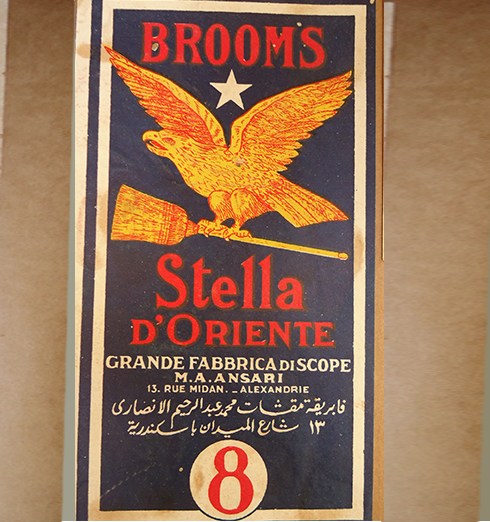 BROOMS
Stella
D'ORIENTE
GRANDE FABBRICA DI SCOPE
M.A.ANSARI
13. RUE MIDAN. _ ALEXANDRIE
فابريقة مقشات محمد عبد الرحيم الانصارى
١٣ شارع الميدان باسكندرية
8